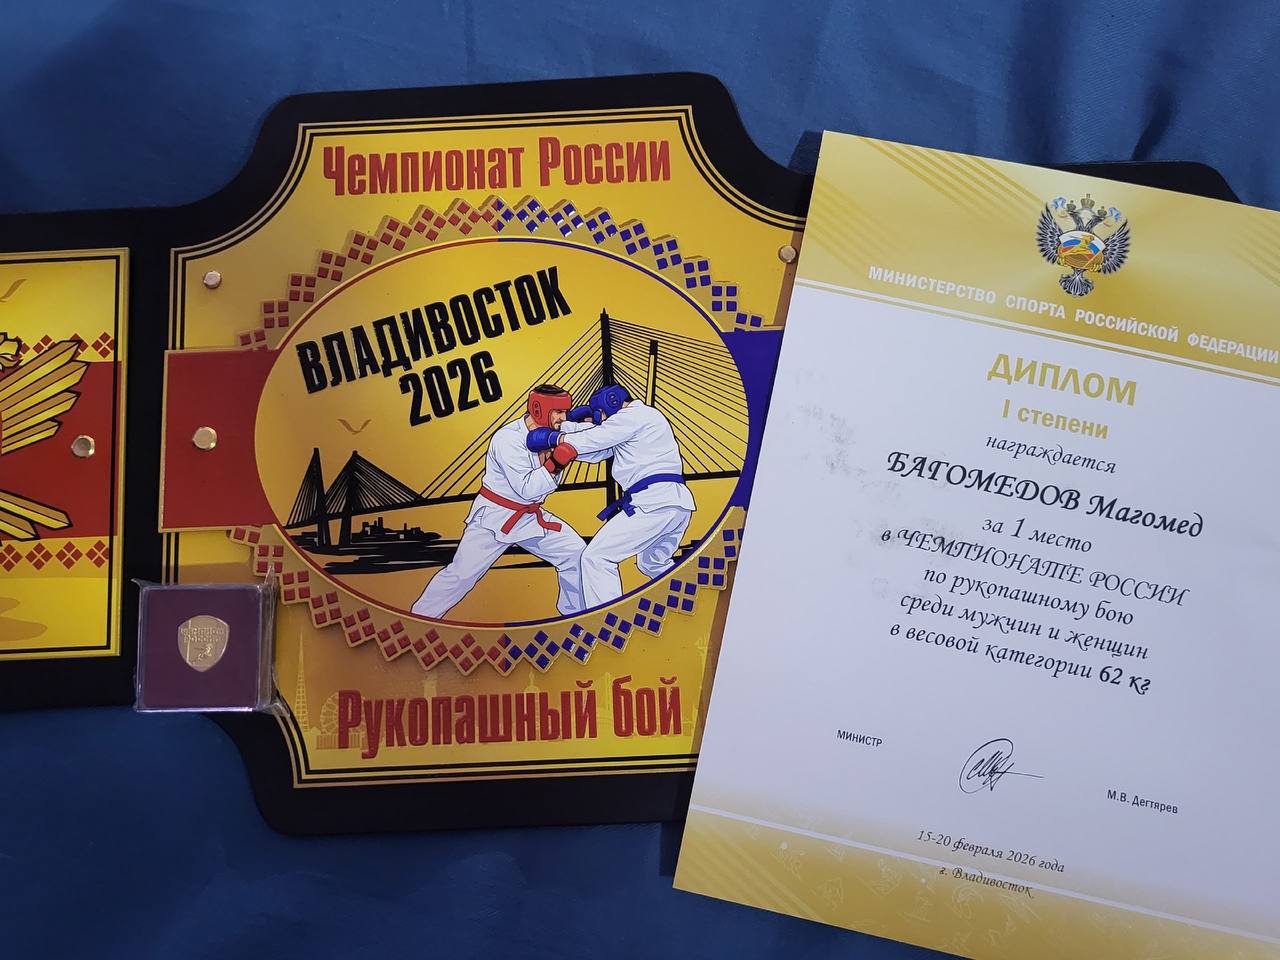 Чемпионат России
ВЛАДИВОСТОК
2026
Рукопашный бой
МИНИСТЕРСТВО СПОРТА РОССИЙСКОЙ ФЕДЕРАЦИИ
ДИПЛОМ
I степени
награждается
БАГОМЕДОВ Магомед
за 1 место
в ЧЕМПИОНАТЕ РОССИИ
по рукопашному бою
среди мужчин и женщин
в весовой категории 62 кг
МИНИСТР
М.В. Дегтярев
15-20 февраля 2026 года
г. Владивосток